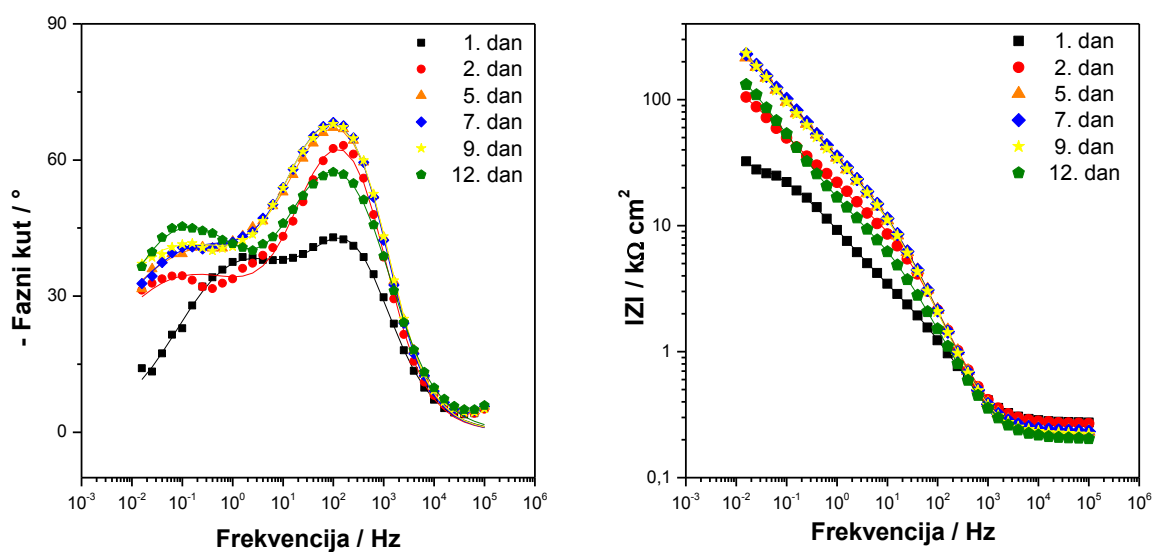 90
60
30
0
- Fazni kut / °
1. dan
2. dan
5. dan
7. dan
9. dan
12. dan
10⁻³ 10⁻² 10⁻¹ 10⁰ 10¹ 10² 10³ 10⁴ 10⁵ 10⁶
Frekvencija / Hz
100
10
1
0,1
IZI / kΩ cm²
1. dan
2. dan
5. dan
7. dan
9. dan
12. dan
10⁻³ 10⁻² 10⁻¹ 10⁰ 10¹ 10² 10³ 10⁴ 10⁵ 10⁶
Frekvencija / Hz